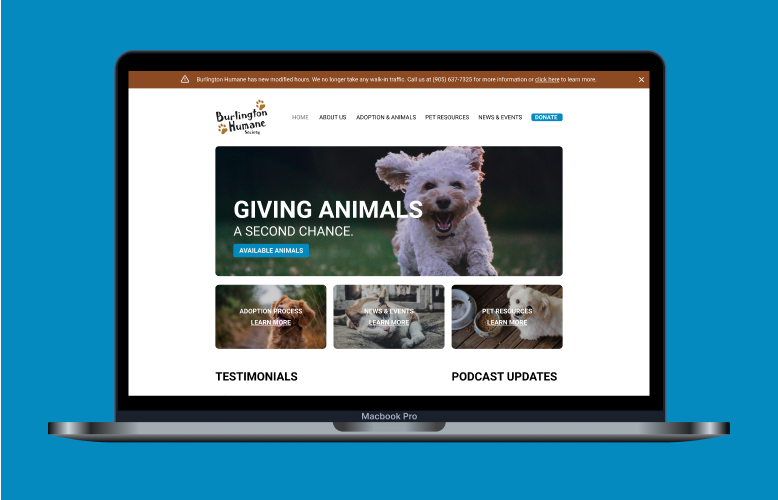 Burlington Humane has new modified hours. We no longer take any walk-in traffic. Call us at (905) 637-7325 for more information or click here to learn more.
Burlington
Humane
Society
HOME ABOUT US ADOPTION & ANIMALS PET RESOURCES NEWS & EVENTS DONATE
GIVING ANIMALS
A SECOND CHANCE.
AVAILABLE ANIMALS
ADOPTION PROCESS
LEARN MORE
NEWS & EVENTS
LEARN MORE
PET RESOURCES
LEARN MORE
TESTIMONIALS
PODCAST UPDATES
Macbook Pro